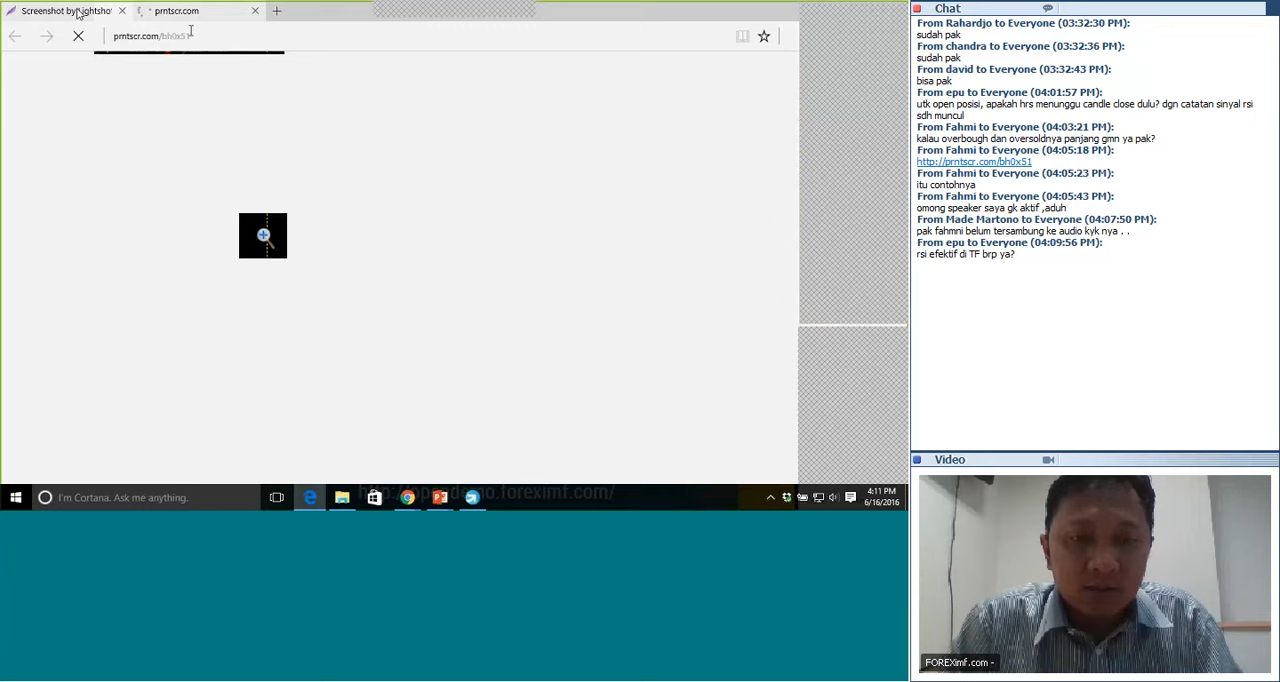 Screenshot by Lightshot
prntscr.com
prntscr.com/bh0x51
I'm Cortana. Ask me anything.
http://opendemo.foreximf.com/
4:11 PM
6/16/2016
Chat
From Rahardjo to Everyone (03:32:30 PM):
sudah pak
From chandra to Everyone (03:32:36 PM):
sudah pak
From david to Everyone (03:32:43 PM):
bisa pak
From epu to Everyone (04:01:57 PM):
utk open posisi, apakah hrs menunggu candle close dulu? dgn catatan sinyal rsi
sdh muncul
From Fahmi to Everyone (04:03:21 PM):
kalau overbough dan oversoldnya panjang gmn ya pak?
From Fahmi to Everyone (04:05:18 PM):
http://prntscr.com/bh0x51
From Fahmi to Everyone (04:05:23 PM):
itu contohnya
From Fahmi to Everyone (04:05:43 PM):
omong speaker saya gk aktif ,aduh
From Made Martono to Everyone (04:07:50 PM):
pak fahmni belum tersambung ke audio kyk nya . .
From epu to Everyone (04:09:56 PM):
rsi efektif di TF brp ya?
Video
FOREXimf.com -